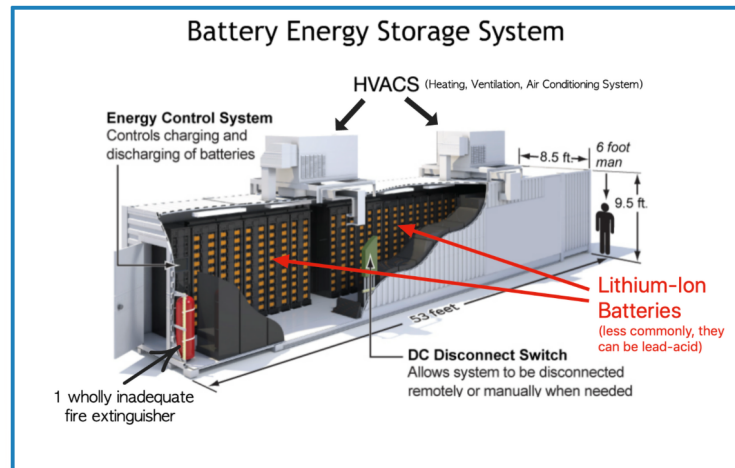 Battery Energy Storage System
HVACS (Heating, Ventilation, Air Conditioning System)
Energy Control System
Controls charging and
discharging of batteries
8.5 ft.
6 foot
man
9.5 ft.
Lithium-Ion
Batteries
(less commonly, they
can be lead-acid)
53 feet
DC Disconnect Switch
Allows system to be disconnected
remotely or manually when needed
1 wholly inadequate
fire extinguisher